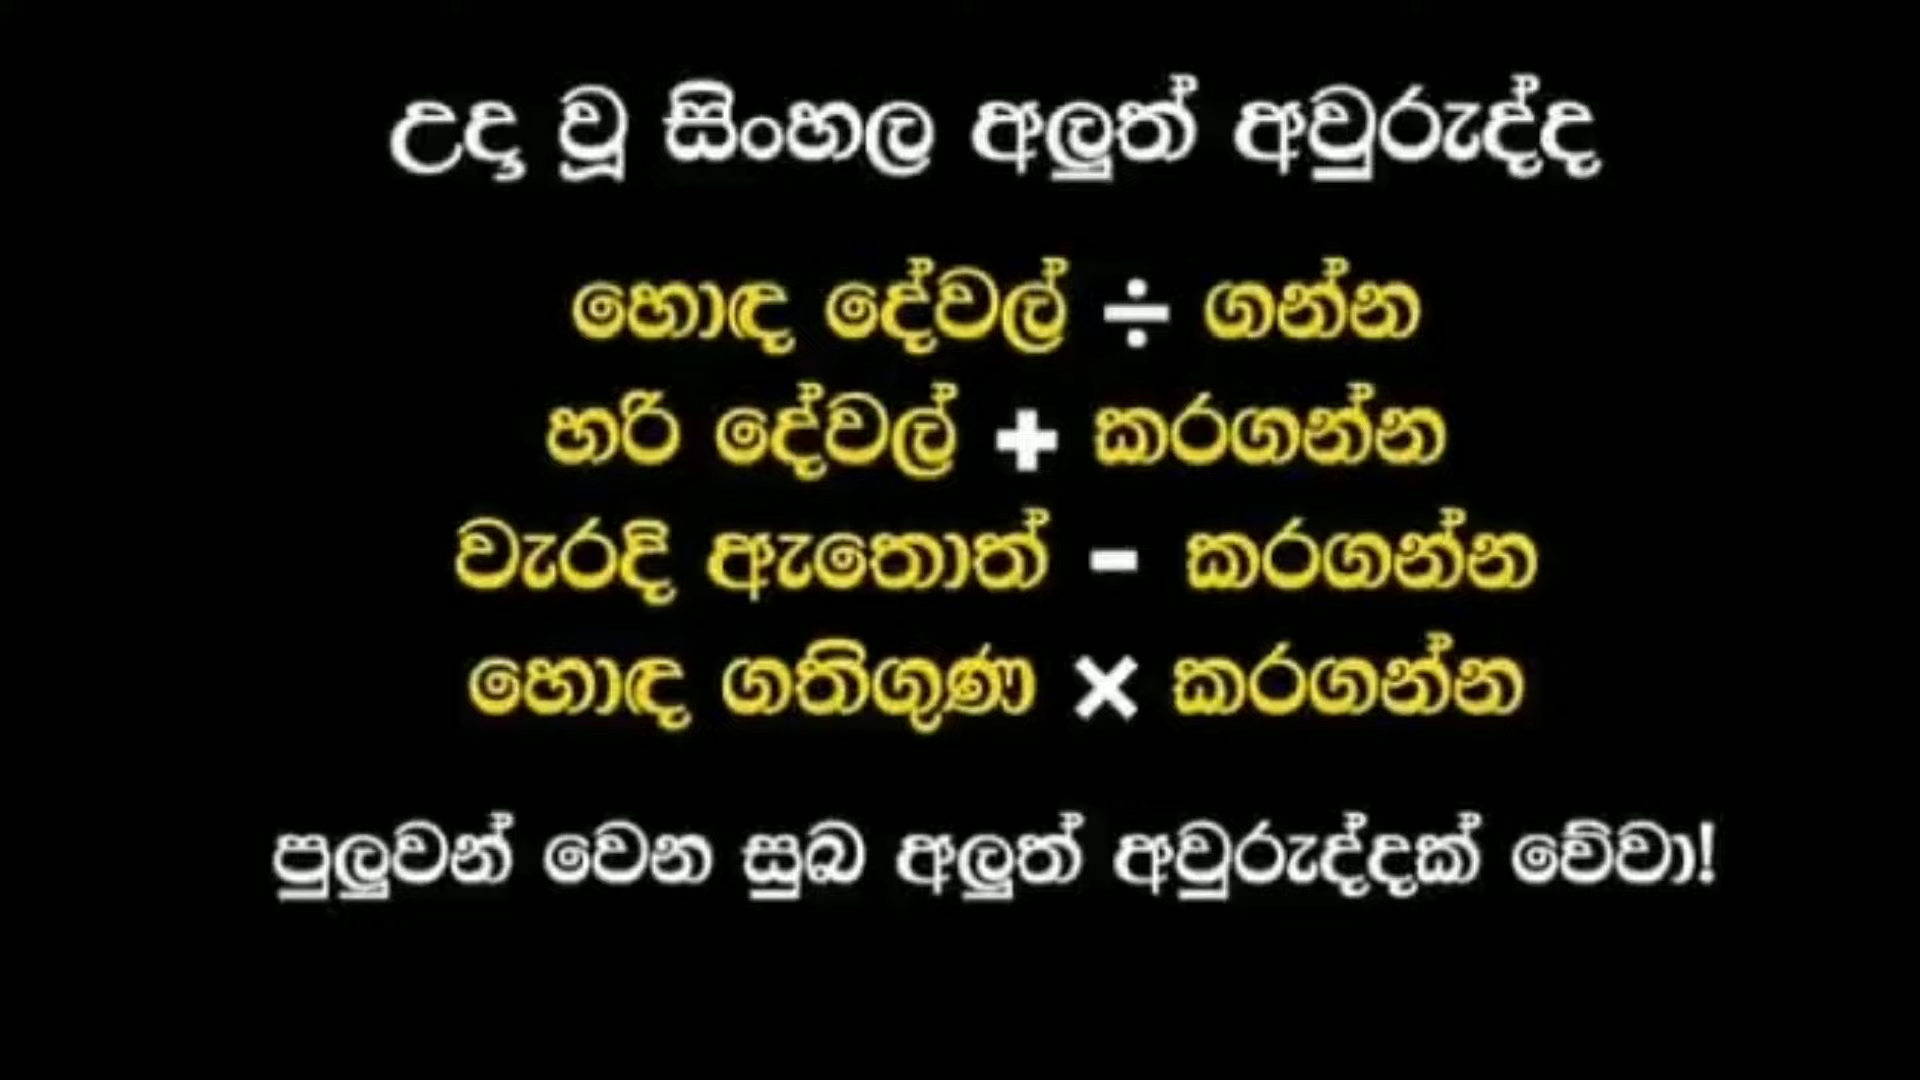 උදා වූ සිංහල අලුත් අවුරුද්ද
හොඳ දේවල් ÷ ගන්න
හරි දේවල් + කරගන්න
වැරදි ඇතොත් - කරගන්න
හොඳ ගතිගුණ × කරගන්න
පුලුවන් වෙන සුබ අලුත් අවුරුද්දක් වේවා!